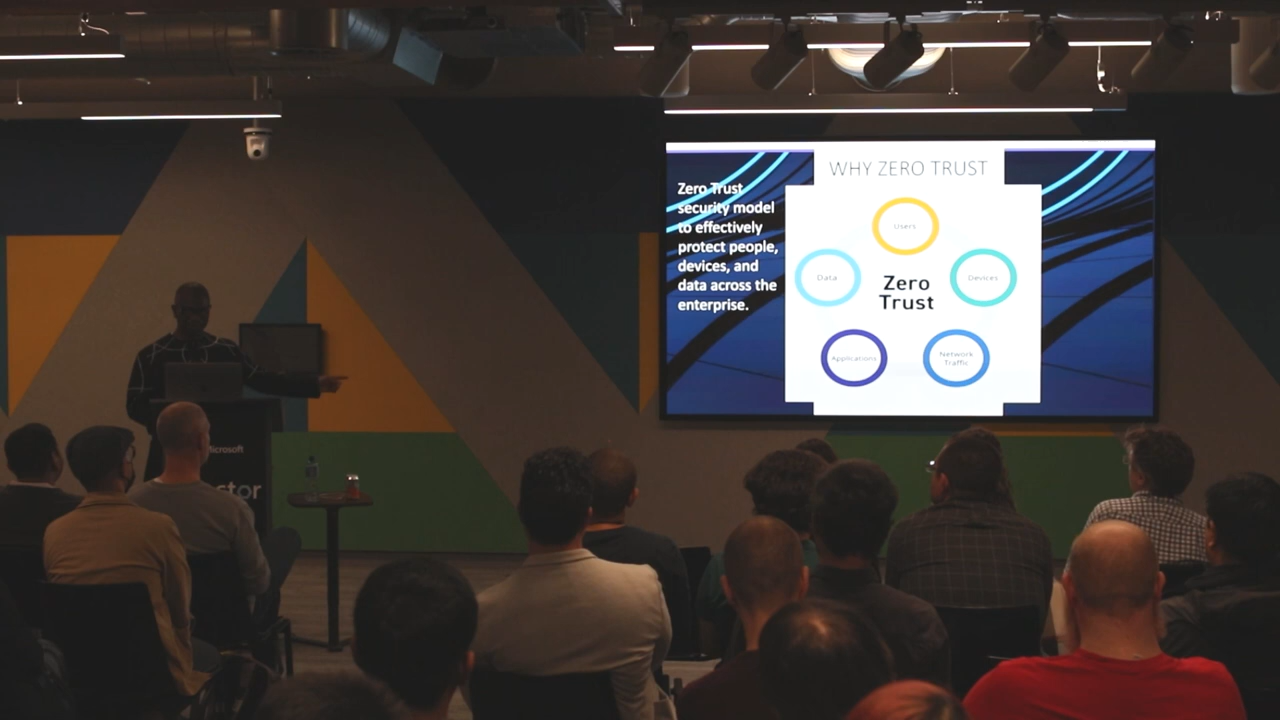 WHY ZERO TRUST
Zero Trust
security model
to effectively
protect people,
devices, and
data across the
enterprise.
Users
Data
Devices
Zero
Trust
Applications
Network
Traffic
Microsoft